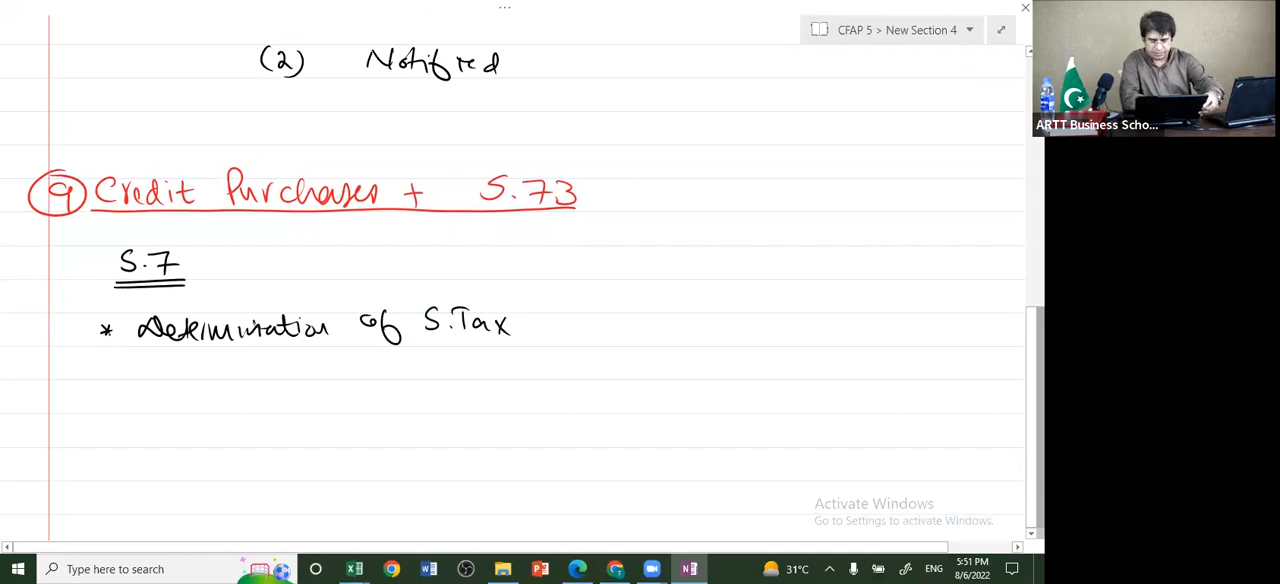 ...
CFAP 5 > New Section 4
(2) Notified
ARTT Business Scho...
9 Credit Purchases + S.73
S.7
* Determination of S.Tax
Activate Windows
Go to Settings to activate Windows.
Type here to search
31°C
ENG
5:51 PM
8/6/2022